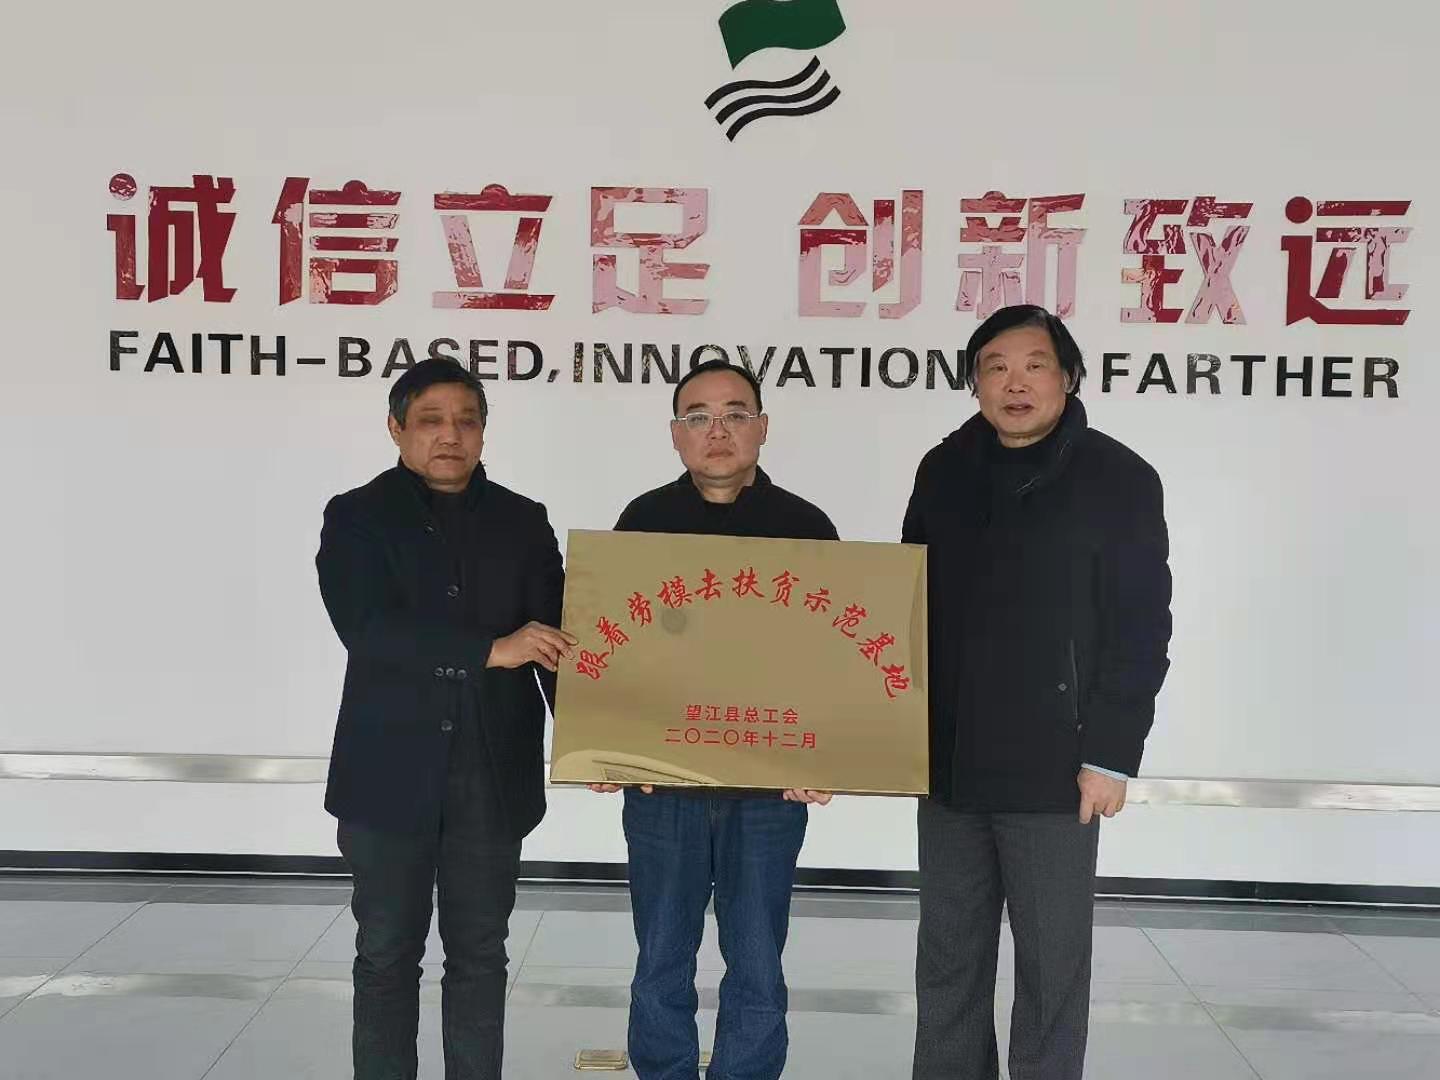 诚信立足 创新致远
FAITH-BASED, INNOVATION FARTHER
跟着劳模去扶贫示范基地
望江县总工会
二〇二〇年十二月